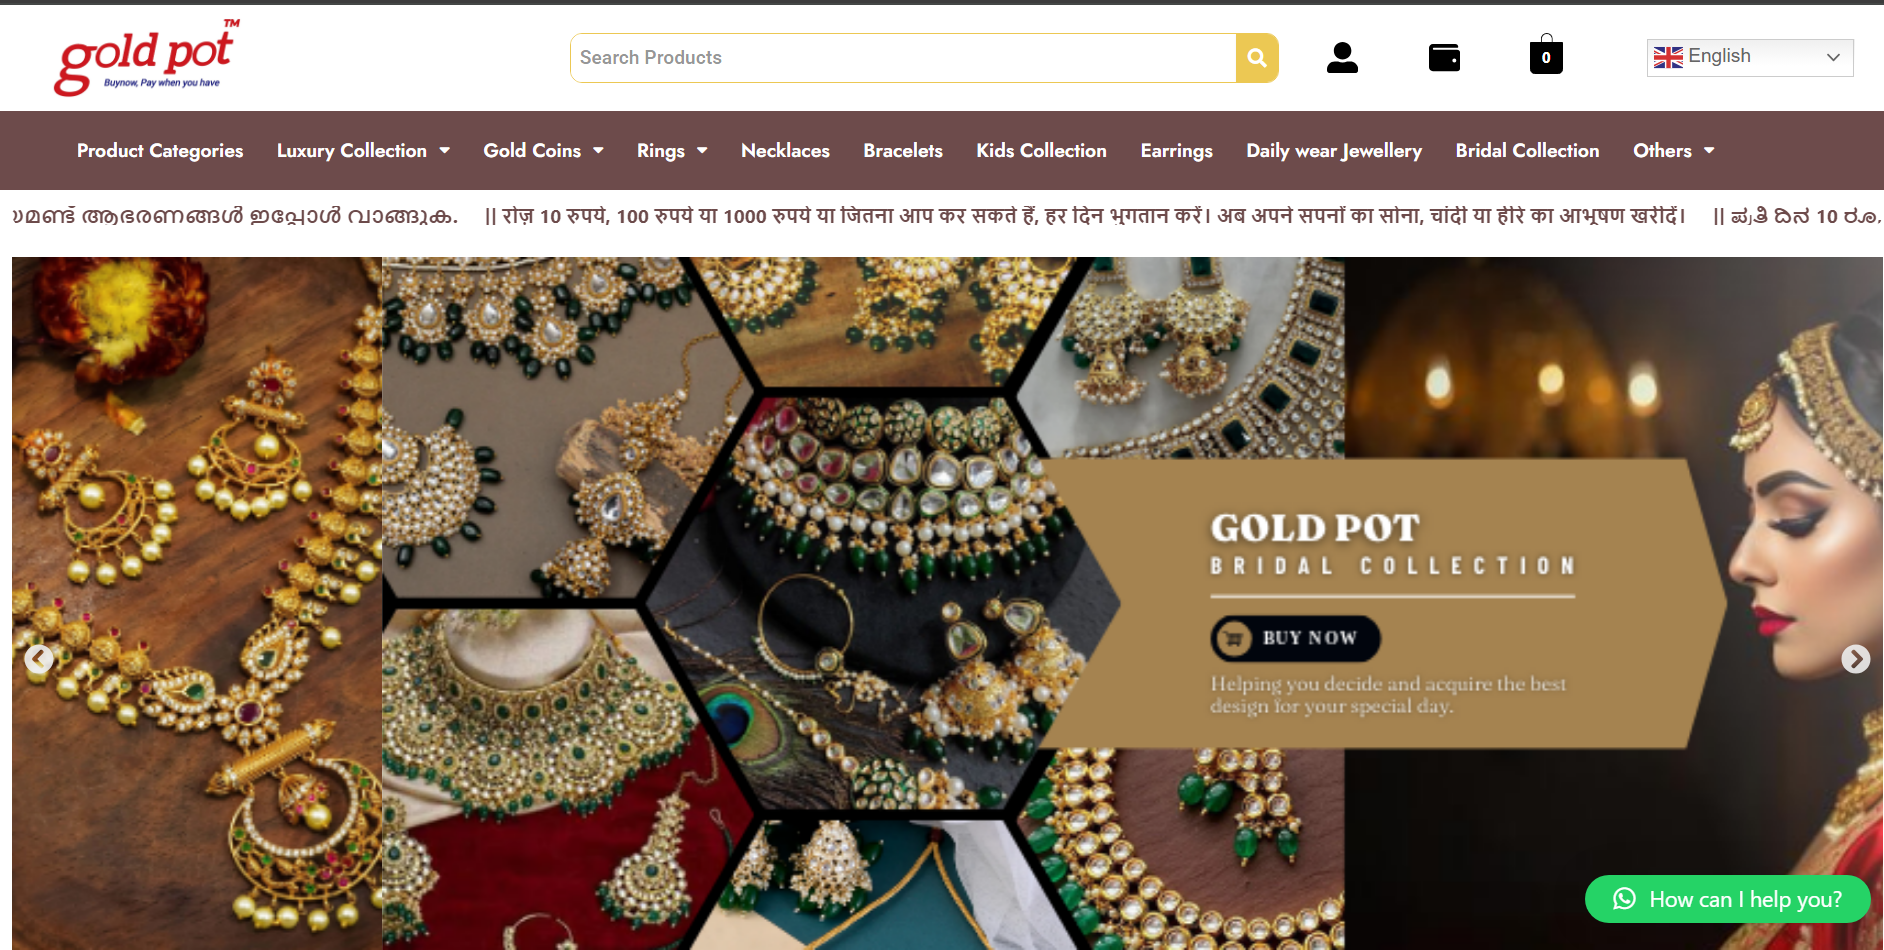 gold pot TM
Buynow, Pay when you have
Search Products
0
English
Product Categories Luxury Collection Gold Coins Rings Necklaces Bracelets Kids Collection Earrings Daily wear Jewellery Bridal Collection Others
ആഭരണങ്ങൾ ഇപ്പോൾ വാങ്ങുക. || रोज़ 10 रुपये, 100 रुपये या 1000 रुपये या जितना आप कर सकते हैं, हर दिन भुगतान करें। अब अपने सपनों का सोना, चांदी या हीरे का आभूषण खरीदें। || ಪ್ರತಿ ದಿನ 10 ರೂ.
GOLD POT
BRIDAL COLLECTION
BUY NOW
Helping you decide and acquire the best
design for your special day.
How can I help you?